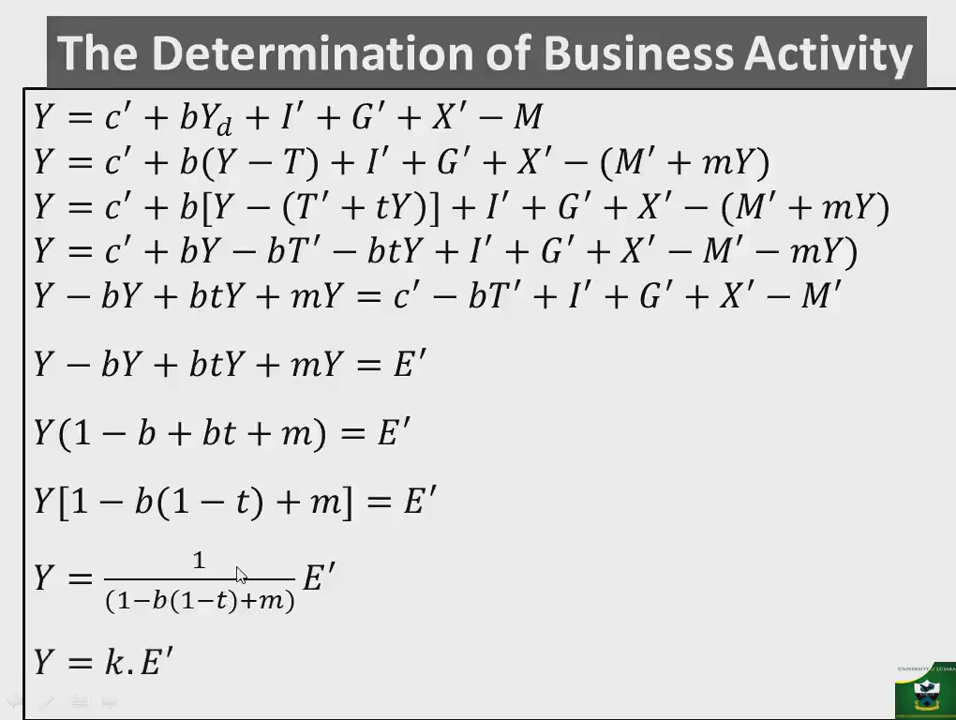 The Determination of Business Activity
Y = c′ + bY_d + I′ + G′ + X′ − M
Y = c′ + b(Y − T) + I′ + G′ + X′ − (M′ + mY)
Y = c′ + b[Y − (T′ + tY)] + I′ + G′ + X′ − (M′ + mY)
Y = c′ + bY − bT′ − btY + I′ + G′ + X′ − M′ − mY)
Y − bY + btY + mY = c′ − bT′ + I′ + G′ + X′ − M′
Y − bY + btY + mY = E′
Y(1 − b + bt + m) = E′
Y[1 − b(1 − t) + m] = E′
Y = 1/(1−b(1−t)+m) E′
Y = k.E′